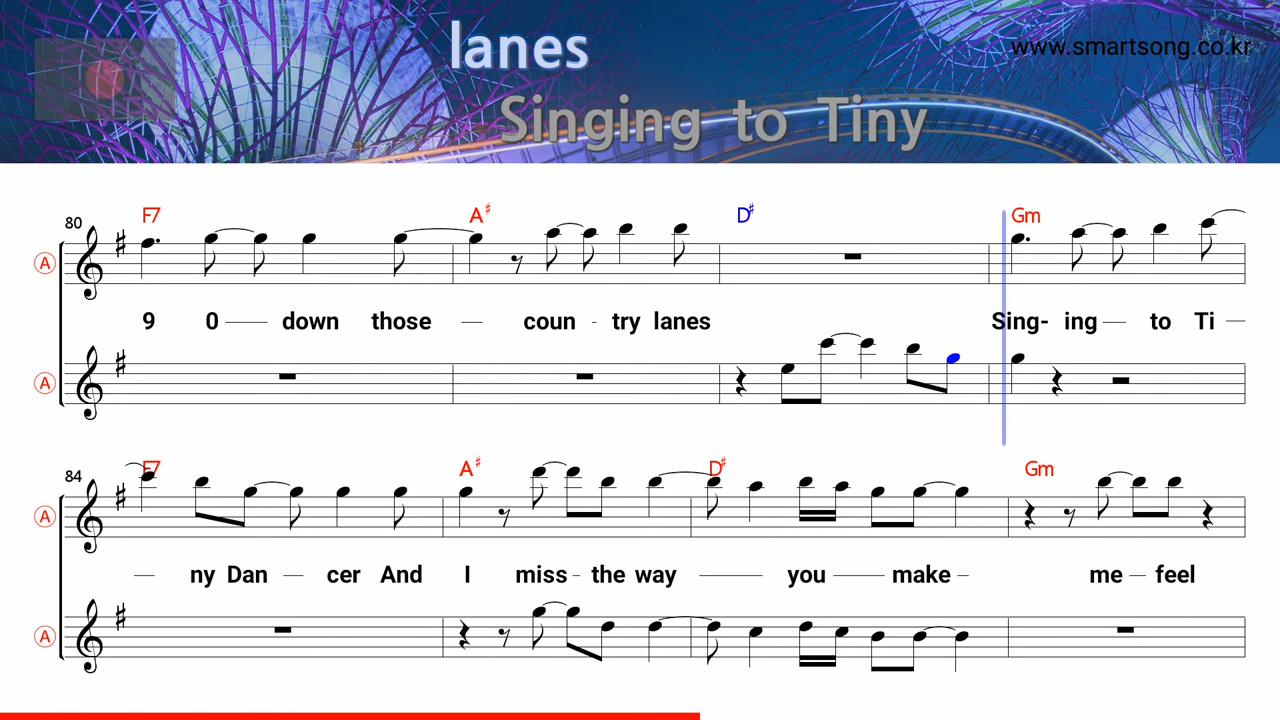 lanes
www.smartsong.co.kr
Singing to Tiny
80 F7 A♯ D♯ Gm
A
9 0 — down those — coun - try lanes Sing- ing — to Ti —
A
84 F7 A♯ D♯ Gm
A
— ny Dan — cer And I miss - the way — you — make — me — feel
A